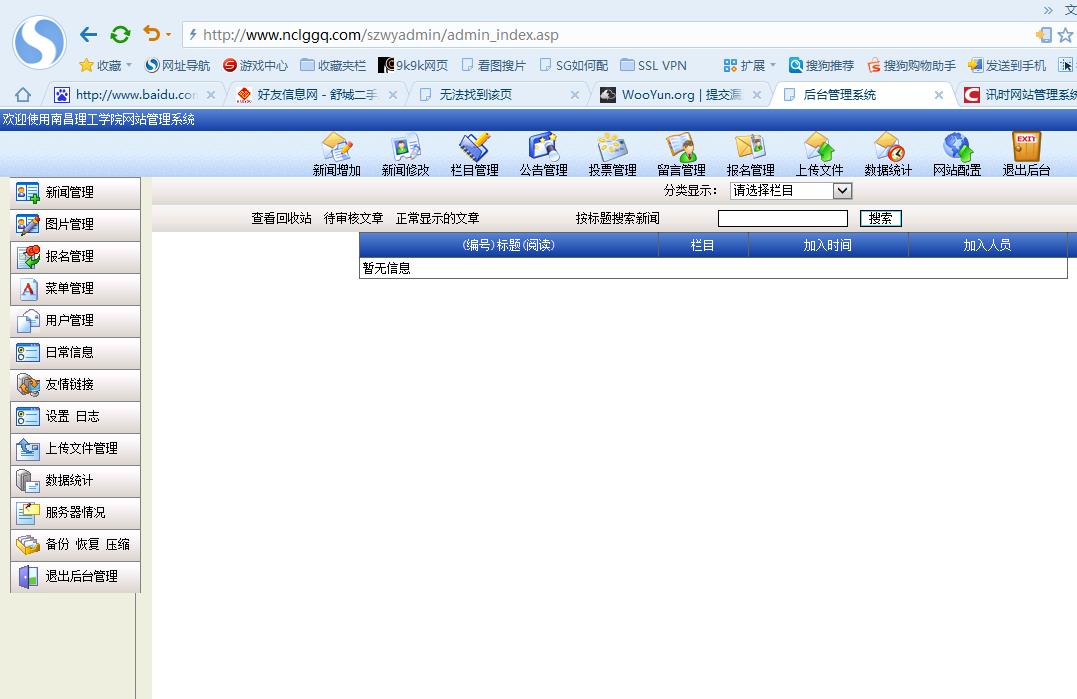 » 文
http://www.nclggq.com/szwyadmin/admin_index.asp
收藏 网址导航 游戏中心 收藏夹栏 9k9k网页 看图搜片 SG如何配 SSL VPN 扩展 搜狗推荐 搜狗购物助手 发送到手机
http://www.baidu.con 好友信息网 - 舒城二手 无法找到该页 WooYun.org | 提交漏 后台管理系统 讯时网站管理系统
欢迎使用南昌理工学院网站管理系统
EXIT
新闻增加 新闻修改 栏目管理 公告管理 投票管理 留言管理 报名管理 上传文件 数据统计 网站配置 退出后台
新闻管理
分类显示： 请选择栏目
图片管理
查看回收站 待审核文章 正常显示的文章 按标题搜索新闻 搜索
报名管理
(编号)标题(阅读) 栏目 加入时间 加入人员
暂无信息
菜单管理
用户管理
日常信息
友情链接
设置 日志
上传文件管理
数据统计
服务器情况
备份 恢复 压缩
退出后台管理